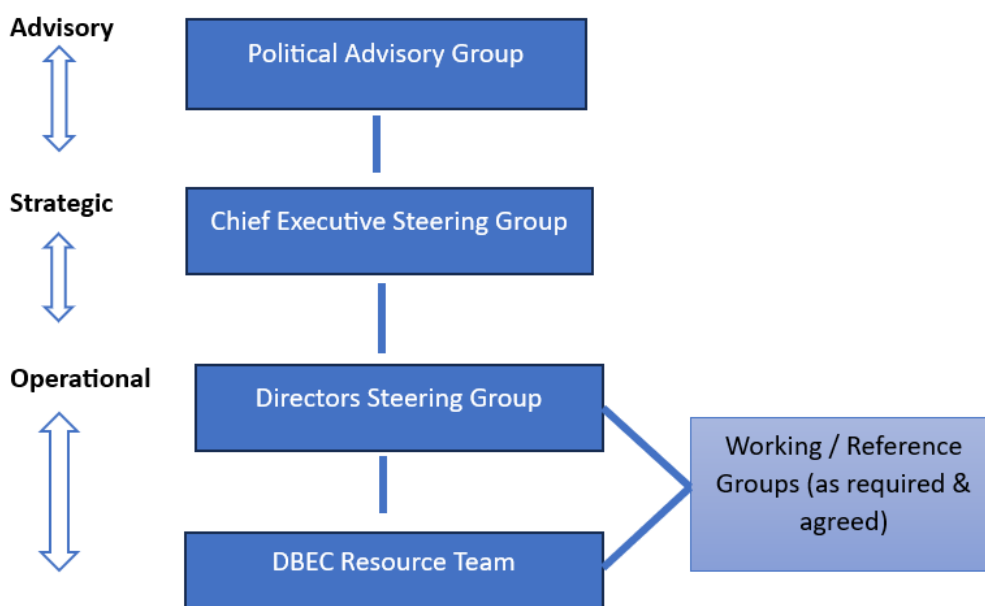 Advisory
Political Advisory Group
Strategic
Chief Executive Steering Group
Operational
Directors Steering Group
Working / Reference
Groups (as required &
agreed)
DBEC Resource Team